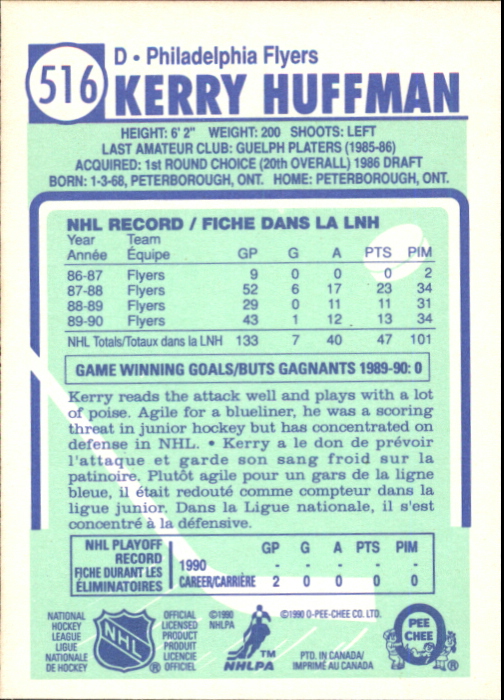 516
D • Philadelphia Flyers
KERRY HUFFMAN
HEIGHT: 6' 2" WEIGHT: 200 SHOOTS: LEFT
LAST AMATEUR CLUB: GUELPH PLATERS (1985-86)
ACQUIRED: 1st ROUND CHOICE (20th OVERALL) 1986 DRAFT
BORN: 1-3-68, PETERBOROUGH, ONT. HOME: PETERBOROUGH, ONT.
NHL RECORD / FICHE DANS LA LNH
Year Team
Année Équipe GP G A PTS PIM
86-87 Flyers 9 0 0 0 2
87-88 Flyers 52 6 17 23 34
88-89 Flyers 29 0 11 11 31
89-90 Flyers 43 1 12 13 34
NHL Totals/Totaux dans la LNH 133 7 40 47 101
GAME WINNING GOALS/BUTS GAGNANTS 1989-90: 0
Kerry reads the attack well and plays with a lot
of poise. Agile for a blueliner, he was a scoring
threat in junior hockey but has concentrated on
defense in NHL. • Kerry a le don de prévoir
l'attaque et garde son sang froid sur la
patinoire. Plutôt agile pour un gars de la ligne
bleue, il était redouté comme compteur dans la
ligue junior. Dans la Ligue nationale, il s'est
concentré à la défensive.
NHL PLAYOFF
RECORD
FICHE DURANT LES
ÉLIMINATOIRES
GP G A PTS PIM
1990 - - - - -
CAREER/CARRIÈRE 2 0 0 0 0
NATIONAL
HOCKEY
LEAGUE
LIGUE
NATIONALE
DE HOCKEY
NHL
®
OFFICIAL
LICENSED
PRODUCT
PRODUIT
LICENCIE
OFFICIEL
©1990
NHLPA
TM
NHLPA
©1990 O-PEE-CHEE CO. LTD.
PTD. IN CANADA/
IMPRIMÉ AU CANADA
O
PEE
CHEE
®